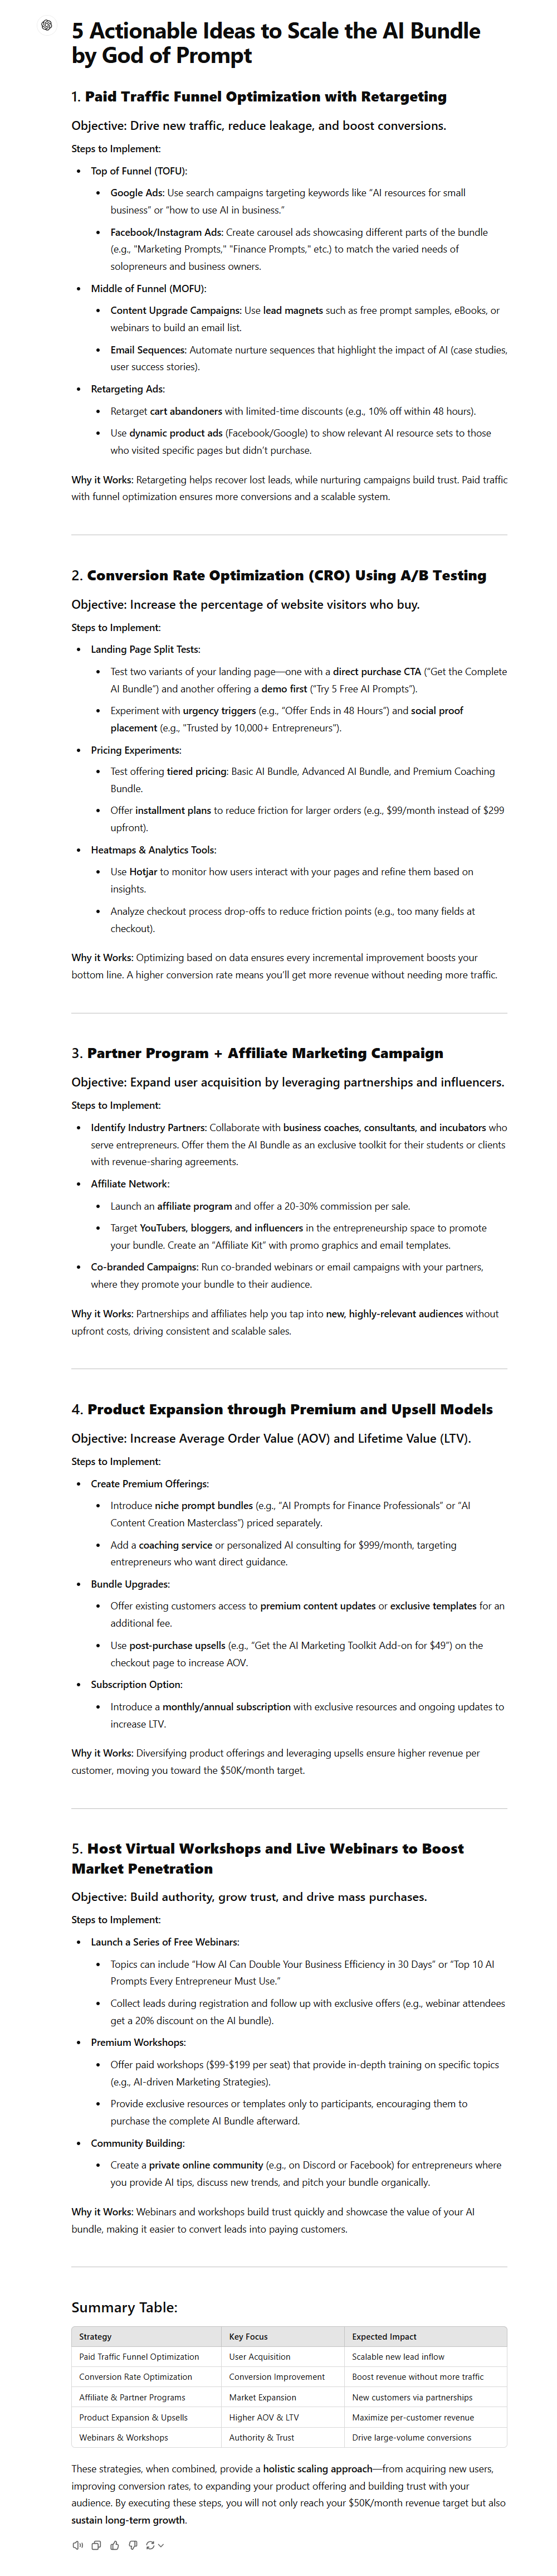 5 Actionable Ideas to Scale the AI Bundle
by God of Prompt
1. Paid Traffic Funnel Optimization with Retargeting
Objective: Drive new traffic, reduce leakage, and boost conversions.
Steps to Implement:
• Top of Funnel (TOFU):
• Google Ads: Use search campaigns targeting keywords like “AI resources for small
business” or “how to use AI in business.”
• Facebook/Instagram Ads: Create carousel ads showcasing different parts of the bundle
(e.g., "Marketing Prompts," "Finance Prompts," etc.) to match the varied needs of
solopreneurs and business owners.
• Middle of Funnel (MOFU):
• Content Upgrade Campaigns: Use lead magnets such as free prompt samples, eBooks, or
webinars to build an email list.
• Email Sequences: Automate nurture sequences that highlight the impact of AI (case studies,
user success stories).
• Retargeting Ads:
• Retarget cart abandoners with limited-time discounts (e.g., 10% off within 48 hours).
• Use dynamic product ads (Facebook/Google) to show relevant AI resource sets to those
who visited specific pages but didn’t purchase.
Why it Works: Retargeting helps recover lost leads, while nurturing campaigns build trust. Paid traffic
with funnel optimization ensures more conversions and a scalable system.
2. Conversion Rate Optimization (CRO) Using A/B Testing
Objective: Increase the percentage of website visitors who buy.
Steps to Implement:
• Landing Page Split Tests:
• Test two variants of your landing page—one with a direct purchase CTA (“Get the Complete
AI Bundle”) and another offering a demo first (“Try 5 Free AI Prompts”).
• Experiment with urgency triggers (e.g., “Offer Ends in 48 Hours”) and social proof
placement (e.g., "Trusted by 10,000+ Entrepreneurs").
• Pricing Experiments:
• Test offering tiered pricing: Basic AI Bundle, Advanced AI Bundle, and Premium Coaching
Bundle.
• Offer installment plans to reduce friction for larger orders (e.g., $99/month instead of $299
upfront).
• Heatmaps & Analytics Tools:
• Use Hotjar to monitor how users interact with your pages and refine them based on
insights.
• Analyze checkout process drop-offs to reduce friction points (e.g., too many fields at
checkout).
Why it Works: Optimizing based on data ensures every incremental improvement boosts your
bottom line. A higher conversion rate means you’ll get more revenue without needing more traffic.
3. Partner Program + Affiliate Marketing Campaign
Objective: Expand user acquisition by leveraging partnerships and influencers.
Steps to Implement:
• Identify Industry Partners: Collaborate with business coaches, consultants, and incubators who
serve entrepreneurs. Offer them the AI Bundle as an exclusive toolkit for their students or clients
with revenue-sharing agreements.
• Affiliate Network:
• Launch an affiliate program and offer a 20-30% commission per sale.
• Target YouTubers, bloggers, and influencers in the entrepreneurship space to promote
your bundle. Create an “Affiliate Kit” with promo graphics and email templates.
• Co-branded Campaigns: Run co-branded webinars or email campaigns with your partners,
where they promote your bundle to their audience.
Why it Works: Partnerships and affiliates help you tap into new, highly-relevant audiences without
upfront costs, driving consistent and scalable sales.
4. Product Expansion through Premium and Upsell Models
Objective: Increase Average Order Value (AOV) and Lifetime Value (LTV).
Steps to Implement:
• Create Premium Offerings:
• Introduce niche prompt bundles (e.g., “AI Prompts for Finance Professionals” or “AI
Content Creation Masterclass”) priced separately.
• Add a coaching service or personalized AI consulting for $999/month, targeting
entrepreneurs who want direct guidance.
• Bundle Upgrades:
• Offer existing customers access to premium content updates or exclusive templates for an
additional fee.
• Use post-purchase upsells (e.g., “Get the AI Marketing Toolkit Add-on for $49”) on the
checkout page to increase AOV.
• Subscription Option:
• Introduce a monthly/annual subscription with exclusive resources and ongoing updates to
increase LTV.
Why it Works: Diversifying product offerings and leveraging upsells ensure higher revenue per
customer, moving you toward the $50K/month target.
5. Host Virtual Workshops and Live Webinars to Boost
Market Penetration
Objective: Build authority, grow trust, and drive mass purchases.
Steps to Implement:
• Launch a Series of Free Webinars:
• Topics can include “How AI Can Double Your Business Efficiency in 30 Days” or “Top 10 AI
Prompts Every Entrepreneur Must Use.”
• Collect leads during registration and follow up with exclusive offers (e.g., webinar attendees
get a 20% discount on the AI bundle).
• Premium Workshops:
• Offer paid workshops ($99-$199 per seat) that provide in-depth training on specific topics
(e.g., AI-driven Marketing Strategies).
• Provide exclusive resources or templates only to participants, encouraging them to
purchase the complete AI Bundle afterward.
• Community Building:
• Create a private online community (e.g., on Discord or Facebook) for entrepreneurs where
you provide AI tips, discuss new trends, and pitch your bundle organically.
Why it Works: Webinars and workshops build trust quickly and showcase the value of your AI
bundle, making it easier to convert leads into paying customers.
Summary Table:
Strategy Key Focus Expected Impact
Paid Traffic Funnel Optimization User Acquisition Scalable new lead inflow
Conversion Rate Optimization Conversion Improvement Boost revenue without more traffic
Affiliate & Partner Programs Market Expansion New customers via partnerships
Product Expansion & Upsells Higher AOV & LTV Maximize per-customer revenue
Webinars & Workshops Authority & Trust Drive large-volume conversions
These strategies, when combined, provide a holistic scaling approach—from acquiring new users,
improving conversion rates, to expanding your product offering and building trust with your
audience. By executing these steps, you will not only reach your $50K/month revenue target but also
sustain long-term growth.